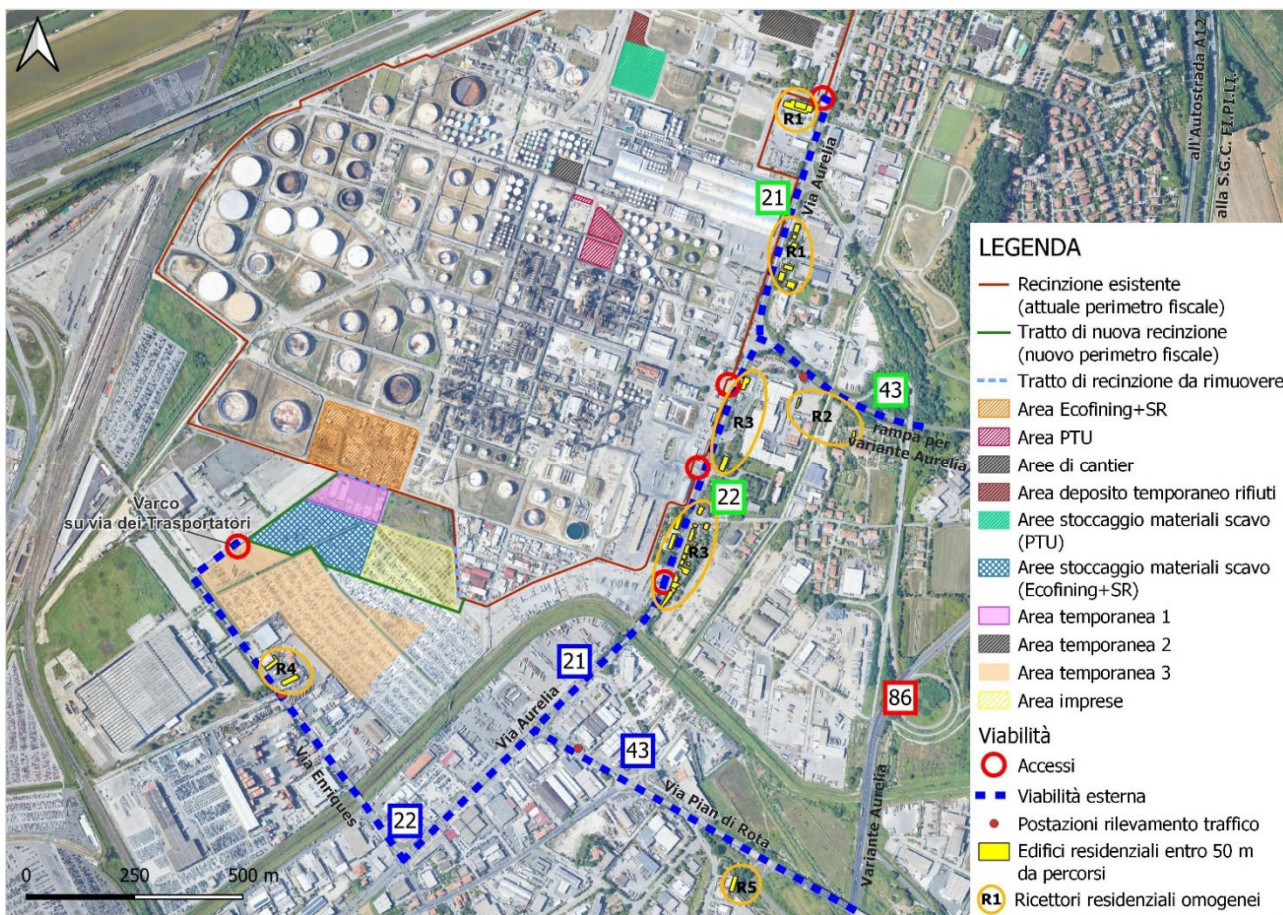 all'Autostrada A12
alla S.G.C. FI.PI.LI.
R1
Via Aurelia
21
R1
43
R2
R3
rampa per
variante Aurelia
22
R3
Varco
su via dei Trasportatori
R4
21
Via Aurelia
86
43
Via Enriques
22
Via Pian di Rota
Variante Aurelia
R5
0 250 500 m
LEGENDA
Recinzione esistente
(attuale perimetro fiscale)
Tratto di nuova recinzione
(nuovo perimetro fiscale)
Tratto di recinzione da rimuovere
Area Ecofining+SR
Area PTU
Aree di cantier
Area deposito temporaneo rifiuti
Aree stoccaggio materiali scavo
(PTU)
Aree stoccaggio materiali scavo
(Ecofining+SR)
Area temporanea 1
Area temporanea 2
Area temporanea 3
Area imprese
Viabilità
Accessi
Viabilità esterna
Postazioni rilevamento traffico
Edifici residenziali entro 50 m
da percorsi
R1 Ricettori residenziali omogenei